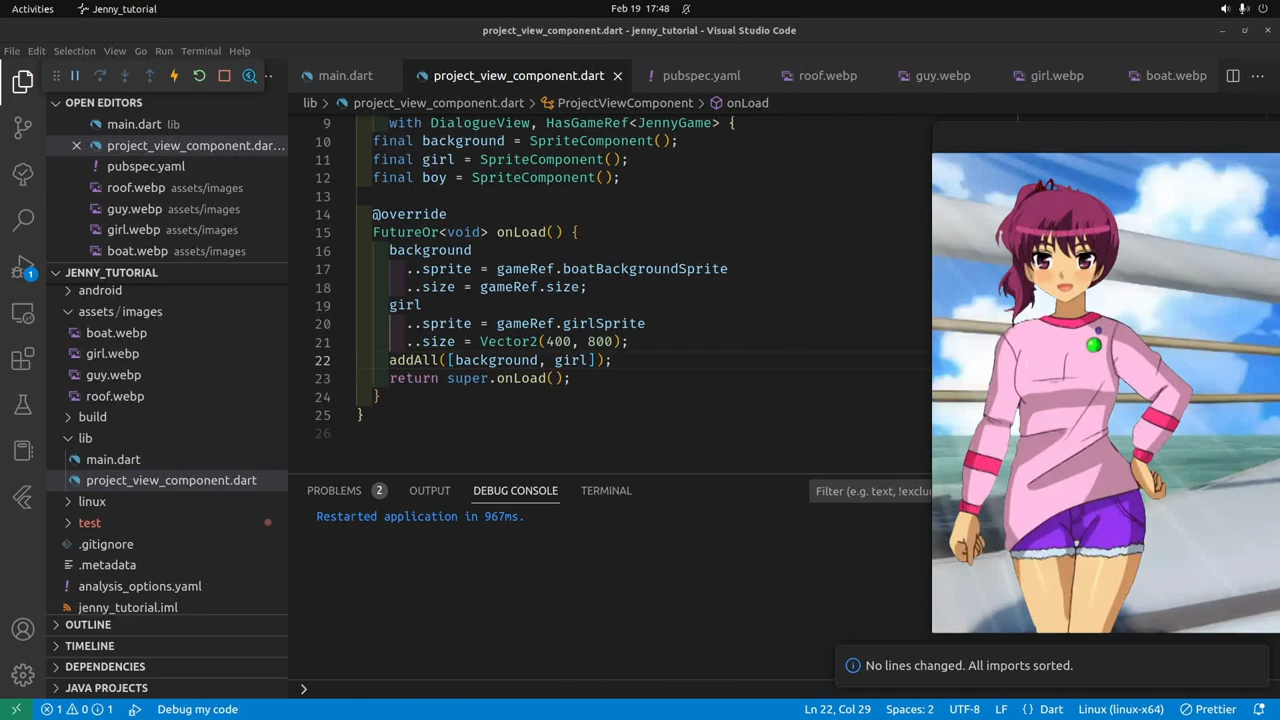 Activities
Jenny_tutorial
Feb 19 17:48
project_view_component.dart - jenny_tutorial - Visual Studio Code
File Edit Selection View Go Run Terminal Help
main.dart
project_view_component.dart
pubspec.yaml
roof.webp
guy.webp
girl.webp
boat.webp
lib > project_view_component.dart > ProjectViewComponent > onLoad
OPEN EDITORS
main.dart lib
project_view_component.dar...
pubspec.yaml
roof.webp assets/images
guy.webp assets/images
girl.webp assets/images
boat.webp assets/images
JENNY_TUTORIAL
android
assets/images
boat.webp
girl.webp
guy.webp
roof.webp
build
lib
main.dart
project_view_component.dart
linux
test
.gitignore
.metadata
analysis_options.yaml
jenny_tutorial.iml
OUTLINE
TIMELINE
DEPENDENCIES
JAVA PROJECTS
1
9 with DialogueView, HasGameRef<JennyGame> {
10 final background = SpriteComponent();
11 final girl = SpriteComponent();
12 final boy = SpriteComponent();
13
14 @override
15 FutureOr<void> onLoad() {
16 background
17 ..sprite = gameRef.boatBackgroundSprite
18 ..size = gameRef.size;
19 girl
20 ..sprite = gameRef.girlSprite
21 ..size = Vector2(400, 800);
22 addAll([background, girl]);
23 return super.onLoad();
24 }
25 }
26
PROBLEMS 2 OUTPUT DEBUG CONSOLE TERMINAL
Filter (e.g. text, !exclu
Restarted application in 967ms.
No lines changed. All imports sorted.
1 0 1 Debug my code
Ln 22, Col 29 Spaces: 2 UTF-8 LF {} Dart Linux (linux-x64) Prettier